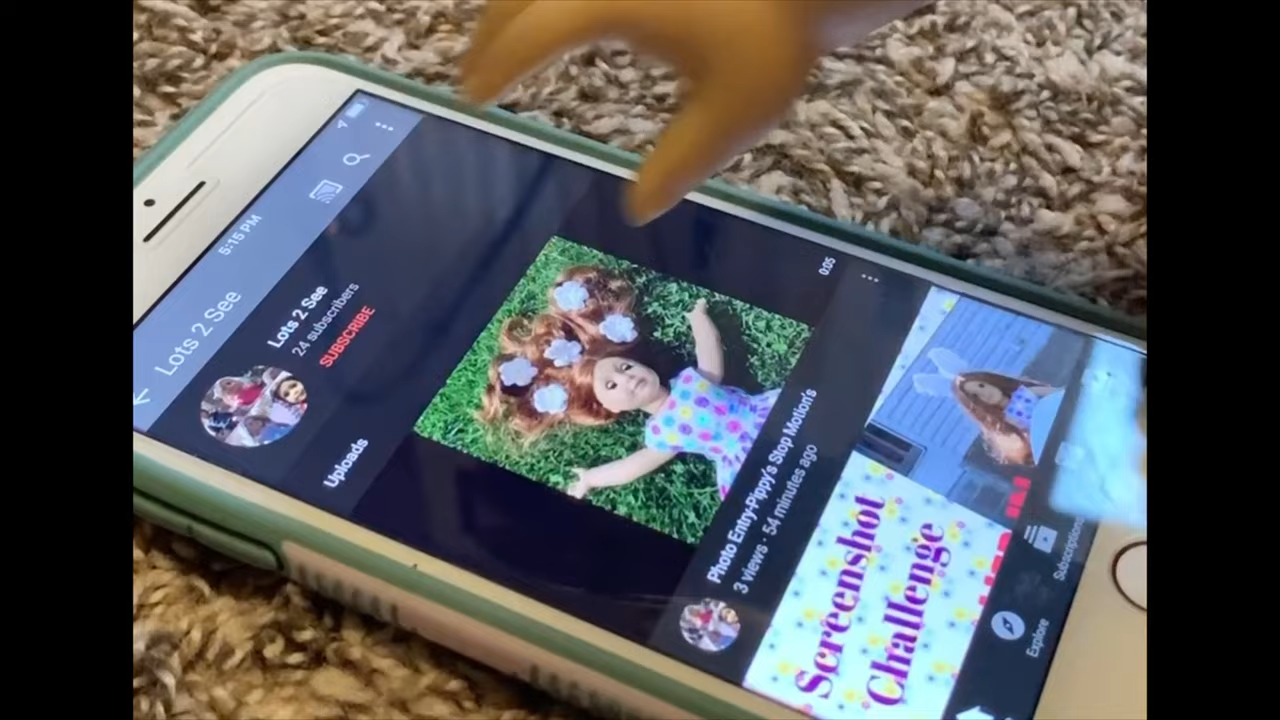 5:15 PM
Lots 2 See
Lots 2 See
24 subscribers
SUBSCRIBE
Uploads
0:05
Photo Entry-Pippy's Stop Motion's
3 views · 54 minutes ago
Screenshot
Challenge
Explore
Subscriptions